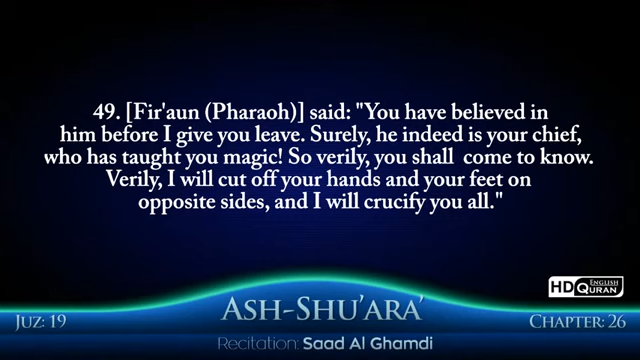 49. [Fir'aun (Pharaoh)] said: "You have believed in
him before I give you leave. Surely, he indeed is your chief,
who has taught you magic! So verily, you shall  come to know.
Verily, I will cut off your hands and your feet on
opposite sides, and I will crucify you all."
HD ENGLISH QURAN
ASH-SHU'ARA'
JUZ: 19
CHAPTER: 26
Recitation: Saad Al Ghamdi